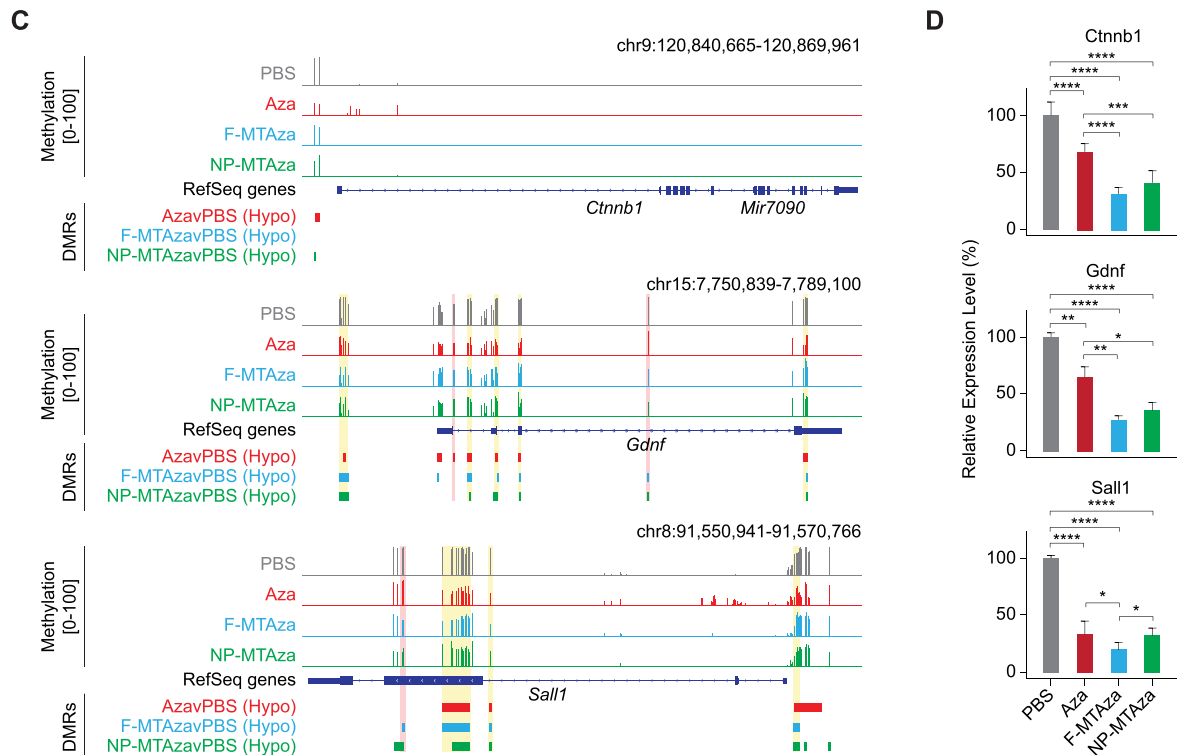 C
chr9:120,840,665-120,869,961
Methylation
[0-100]
PBS
Aza
F-MTAza
NP-MTAza
RefSeq genes
Ctnnb1
Mir7090
DMRs
AzavPBS (Hypo)
F-MTAzavPBS (Hypo)
NP-MTAzavPBS (Hypo)
chr15:7,750,839-7,789,100
Methylation
[0-100]
PBS
Aza
F-MTAza
NP-MTAza
RefSeq genes
Gdnf
DMRs
AzavPBS (Hypo)
F-MTAzavPBS (Hypo)
NP-MTAzavPBS (Hypo)
chr8:91,550,941-91,570,766
Methylation
[0-100]
PBS
Aza
F-MTAza
NP-MTAza
RefSeq genes
Sall1
DMRs
AzavPBS (Hypo)
F-MTAzavPBS (Hypo)
NP-MTAzavPBS (Hypo)
D
Relative Expression Level (%)
Ctnnb1
****
****
****
***
****
100
50
0
Gdnf
****
****
**
*
**
100
50
0
Sall1
****
****
****
*
*
100
50
0
PBS
Aza
F-MTAza
NP-MTAza